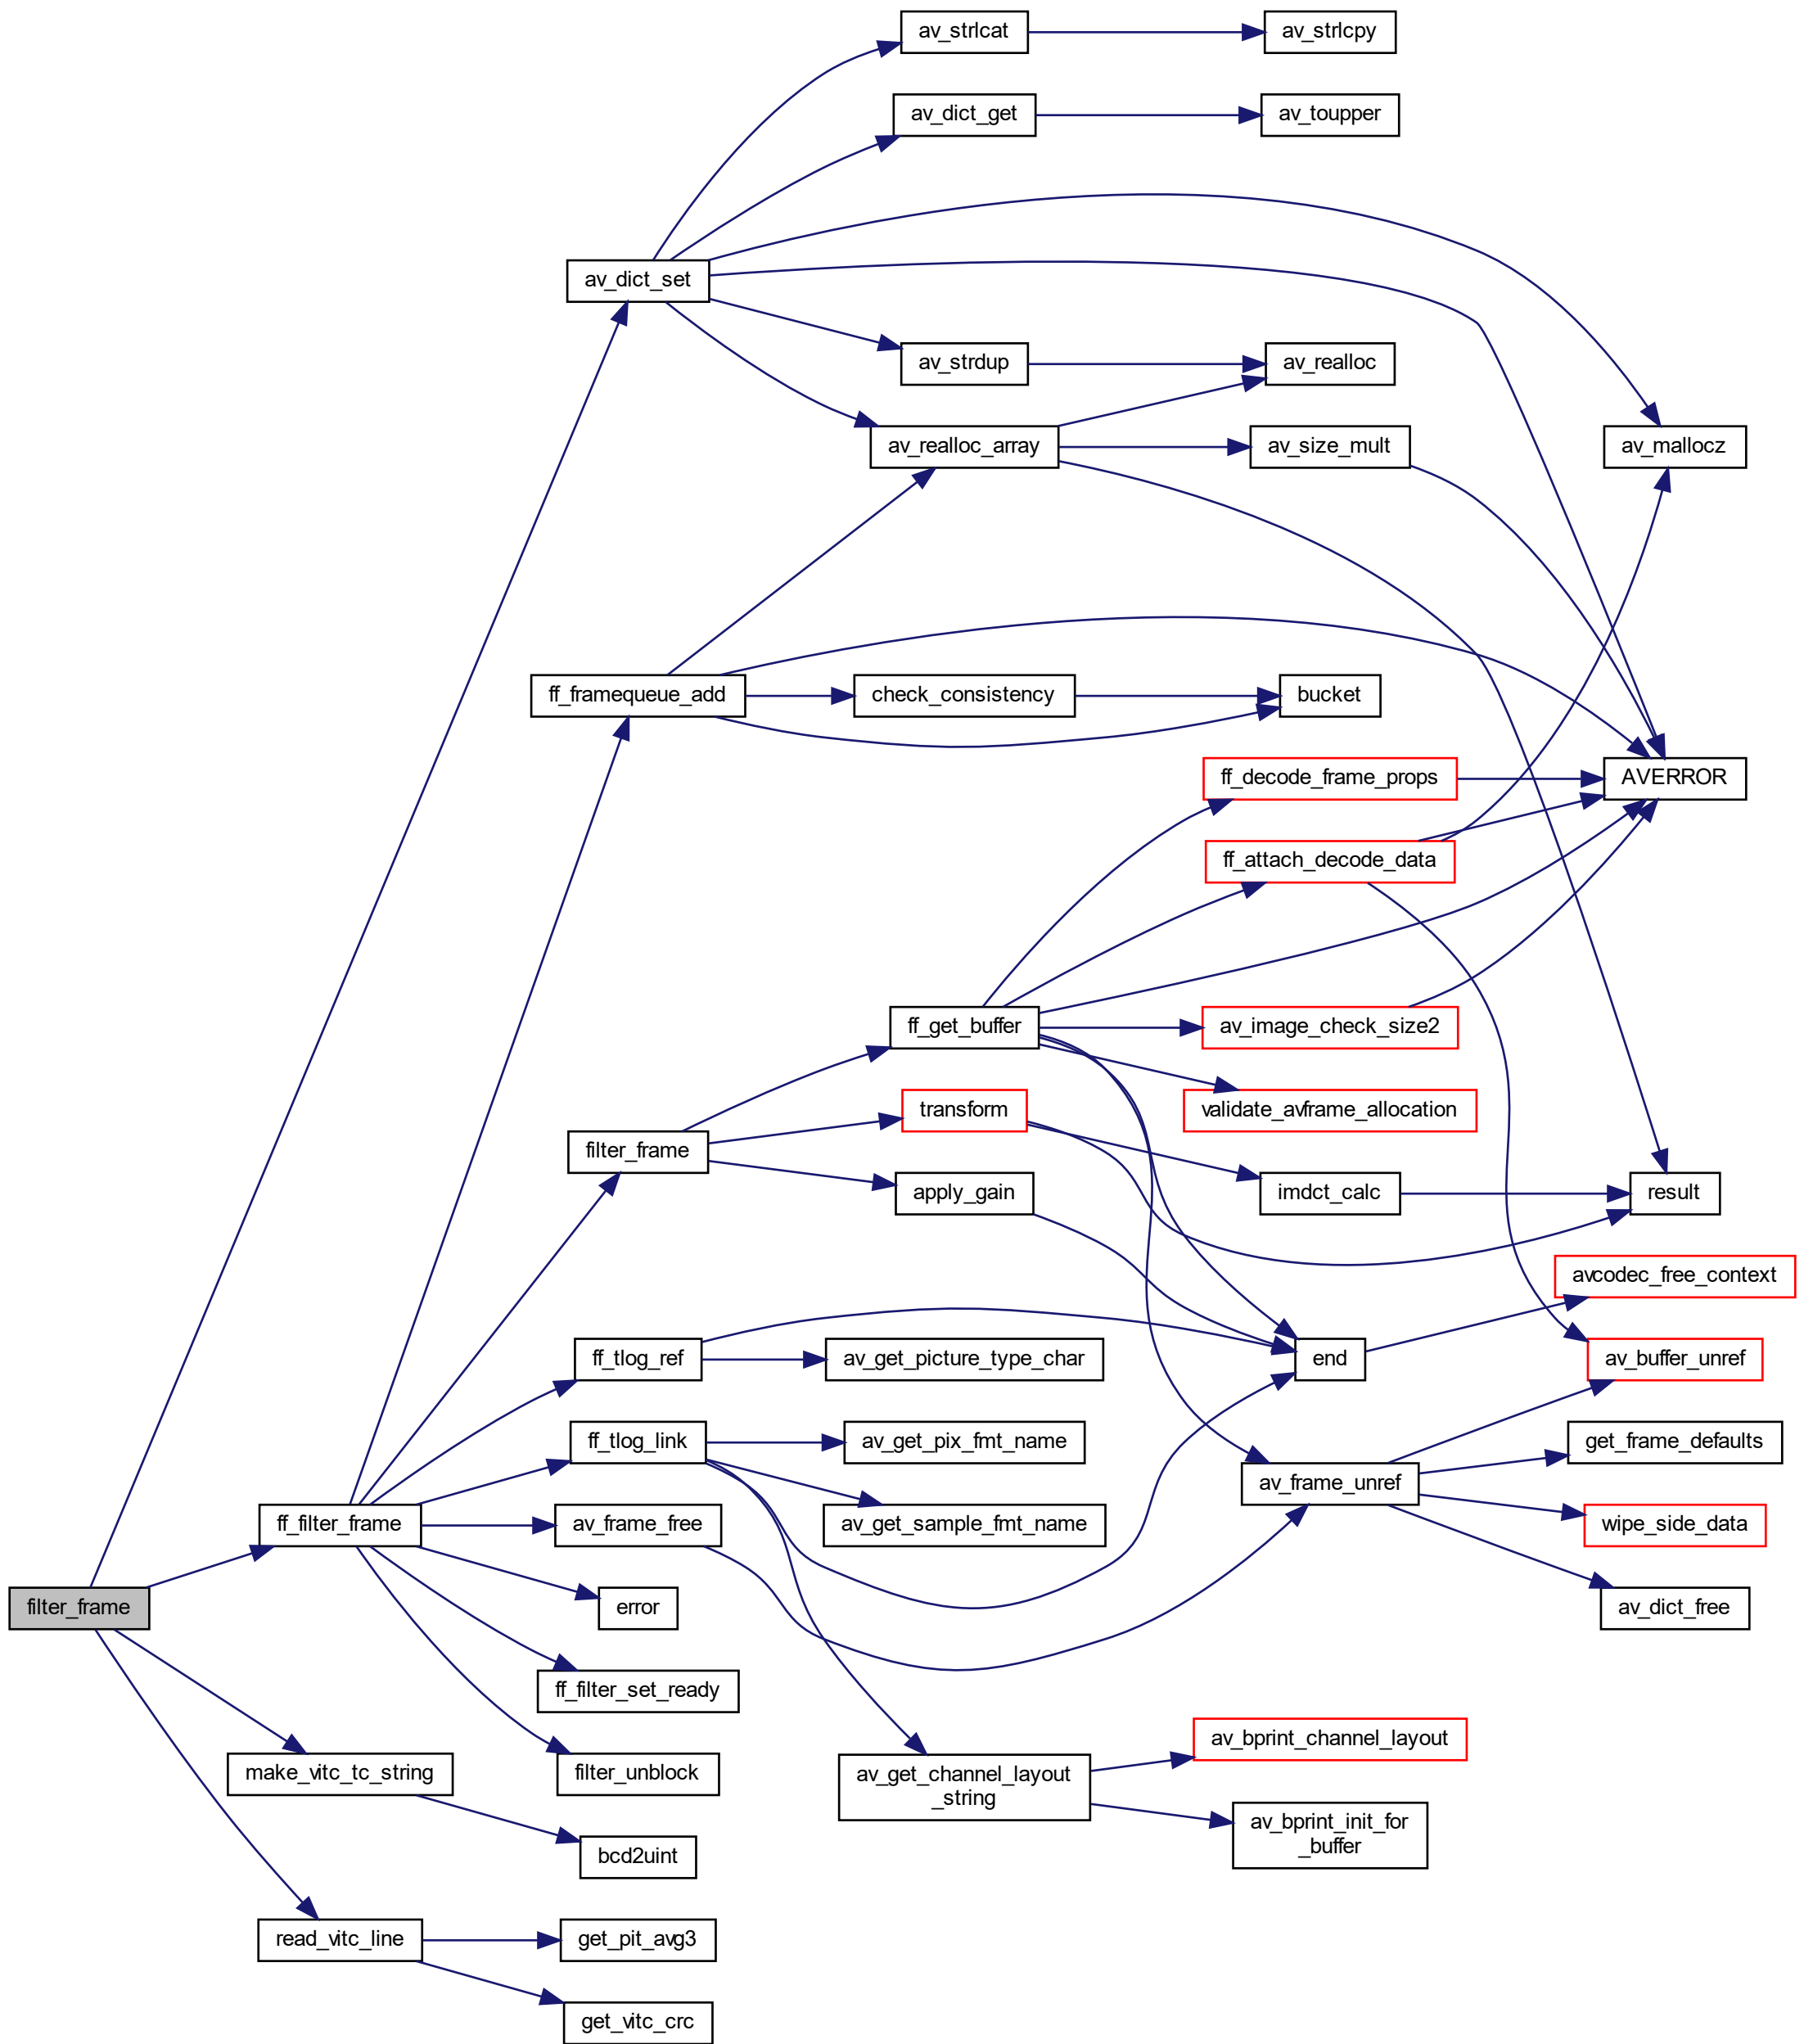 av_strlcat
av_strlcpy
av_dict_get
av_toupper
av_dict_set
av_strdup
av_realloc
av_realloc_array
av_size_mult
av_mallocz
ff_framequeue_add
check_consistency
bucket
ff_decode_frame_props
AVERROR
ff_attach_decode_data
ff_get_buffer
av_image_check_size2
transform
validate_avframe_allocation
filter_frame
apply_gain
imdct_calc
result
avcodec_free_context
ff_tlog_ref
av_get_picture_type_char
end
av_buffer_unref
ff_tlog_link
av_get_pix_fmt_name
get_frame_defaults
av_frame_unref
ff_filter_frame
av_frame_free
av_get_sample_fmt_name
wipe_side_data
filter_frame
error
av_dict_free
ff_filter_set_ready
make_vitc_tc_string
filter_unblock
av_get_channel_layout
_string
av_bprint_channel_layout
av_bprint_init_for
_buffer
bcd2uint
read_vitc_line
get_pit_avg3
get_vitc_crc